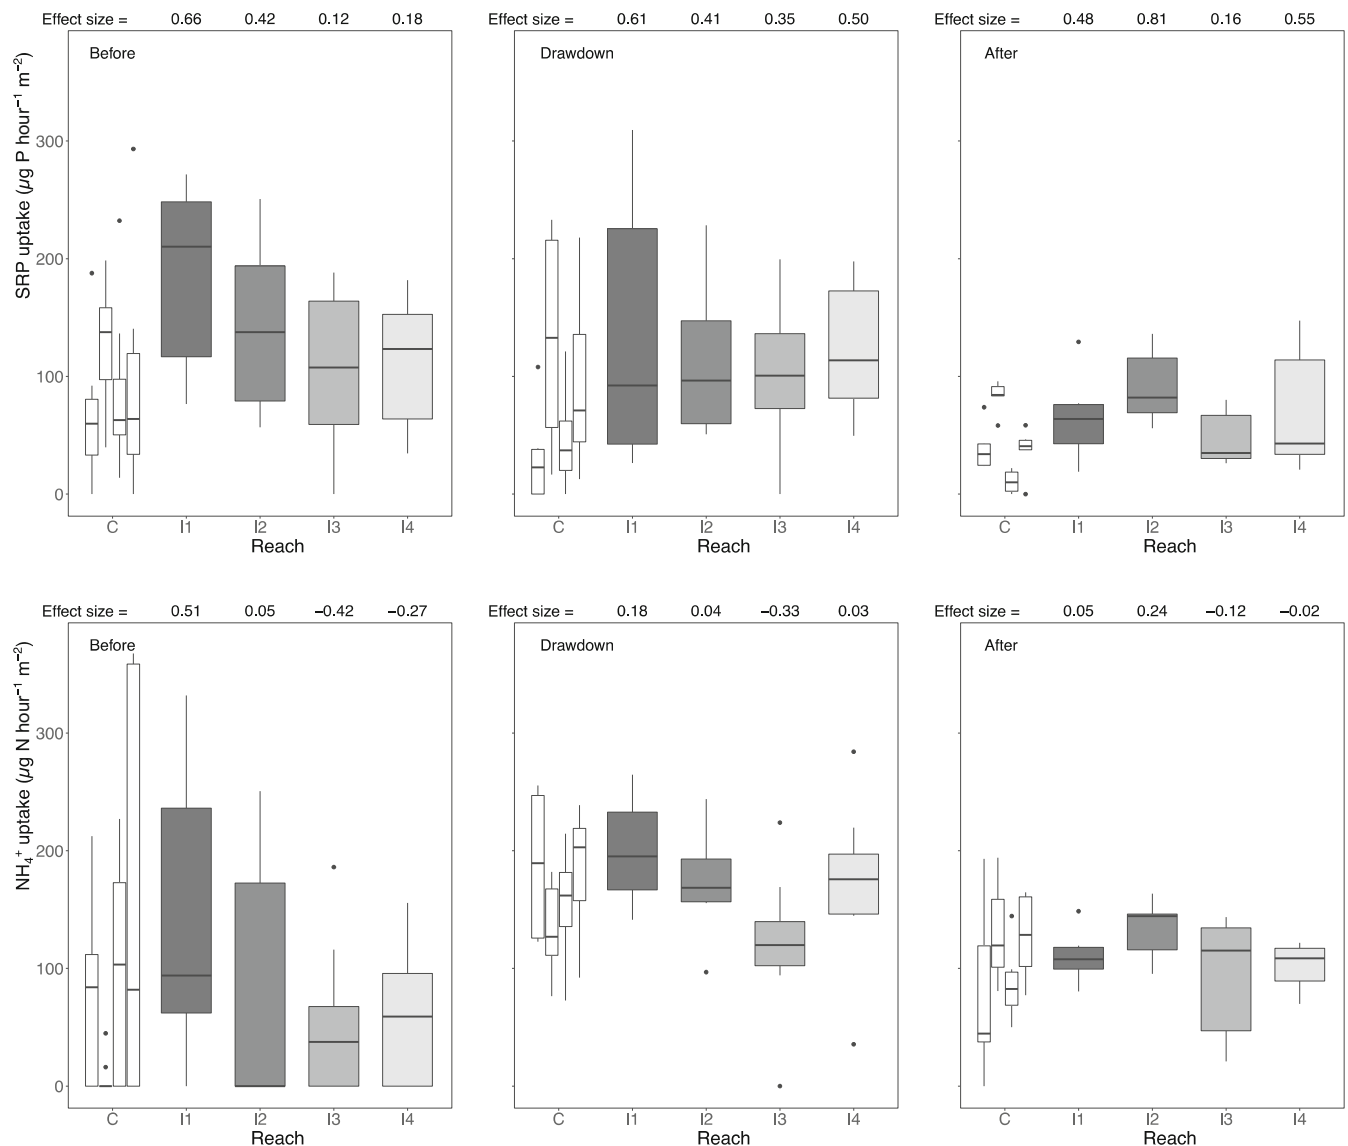 Effect size = 0.66 0.42 0.12 0.18
Effect size = 0.61 0.41 0.35 0.50
Effect size = 0.48 0.81 0.16 0.55
Before
Drawdown
After
SRP uptake (µg P hour⁻¹ m⁻²)
300
200
100
0
C I1 I2 I3 I4
Reach
C I1 I2 I3 I4
Reach
C I1 I2 I3 I4
Reach
Effect size = 0.51 0.05 −0.42 −0.27
Effect size = 0.18 0.04 −0.33 0.03
Effect size = 0.05 0.24 −0.12 −0.02
Before
Drawdown
After
NH₄⁺ uptake (µg N hour⁻¹ m⁻²)
300
200
100
0
C I1 I2 I3 I4
Reach
C I1 I2 I3 I4
Reach
C I1 I2 I3 I4
Reach